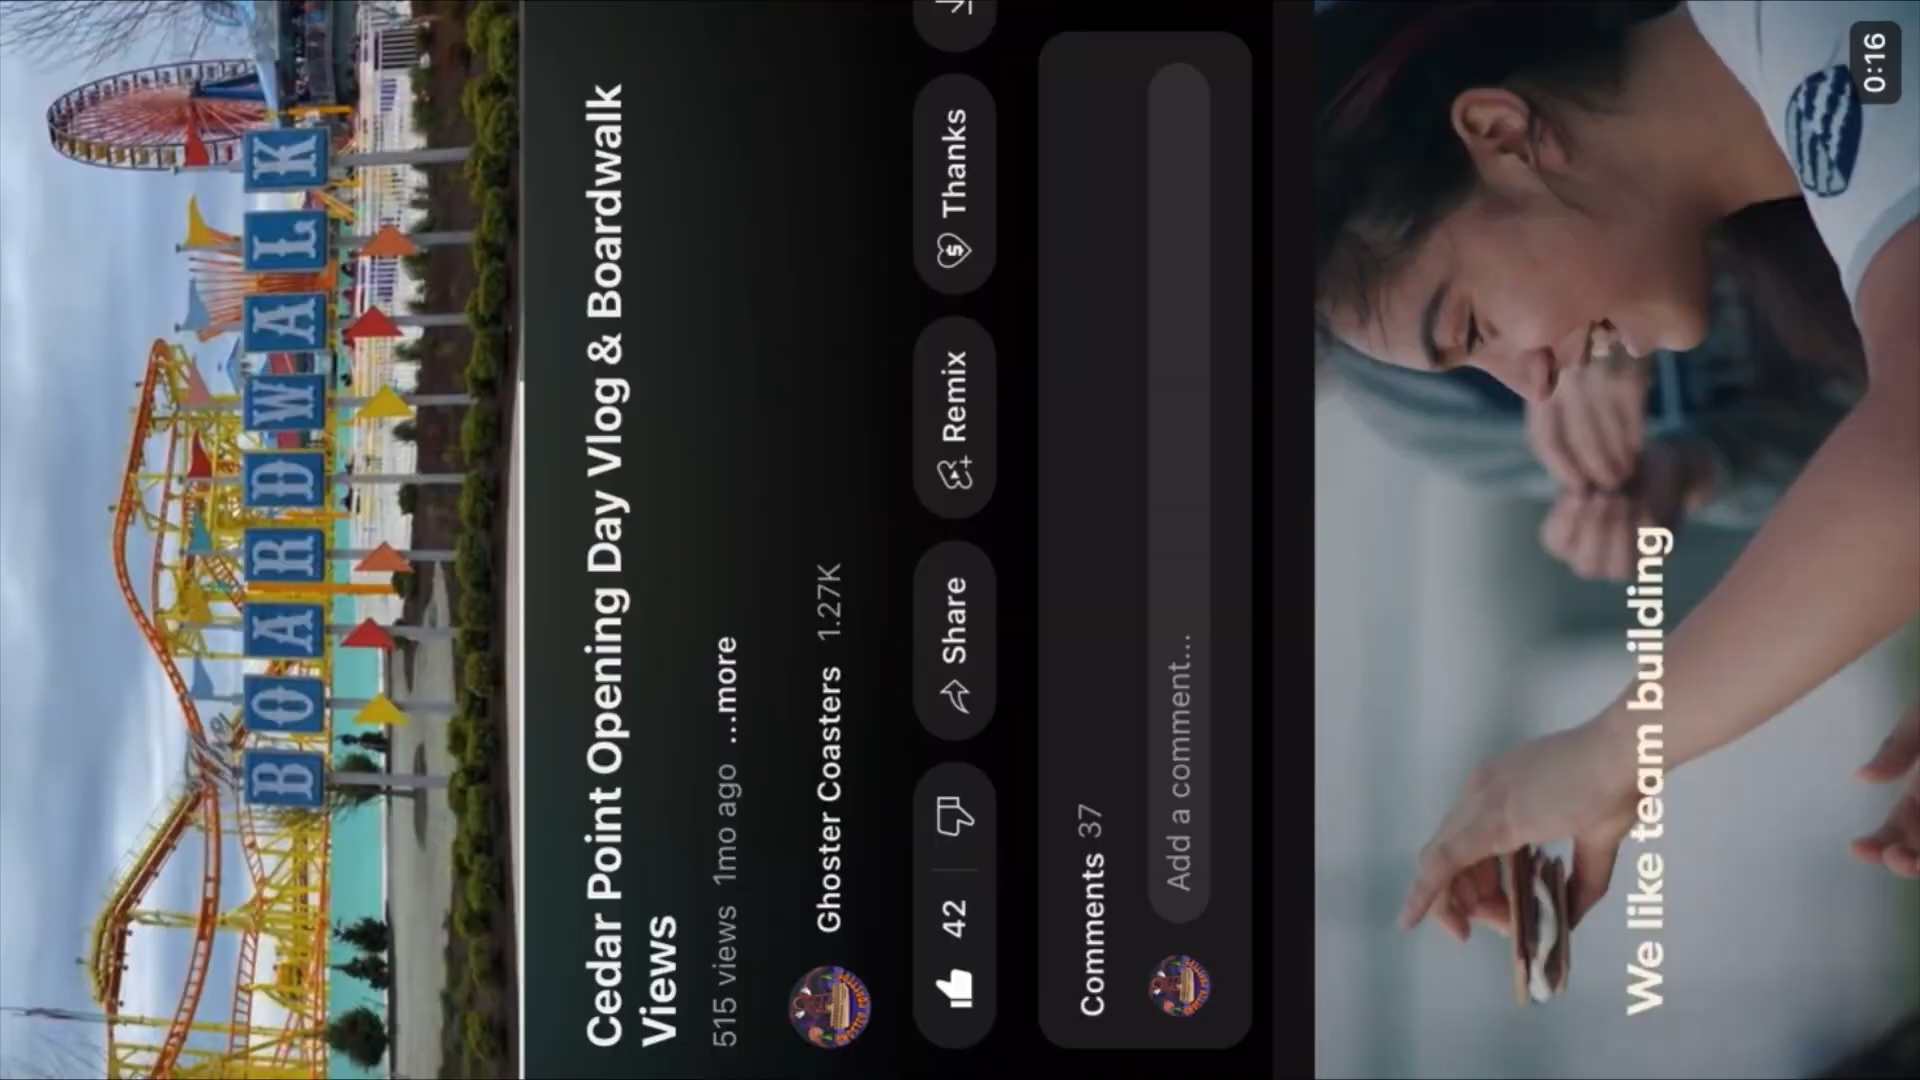 BOARDWALK
Cedar Point Opening Day Vlog & Boardwalk
Views
515 views 1mo ago ...more
Ghoster Coasters 1.27K
42
Share
Remix
Thanks
Comments 37
Add a comment...
We like team building
0:16